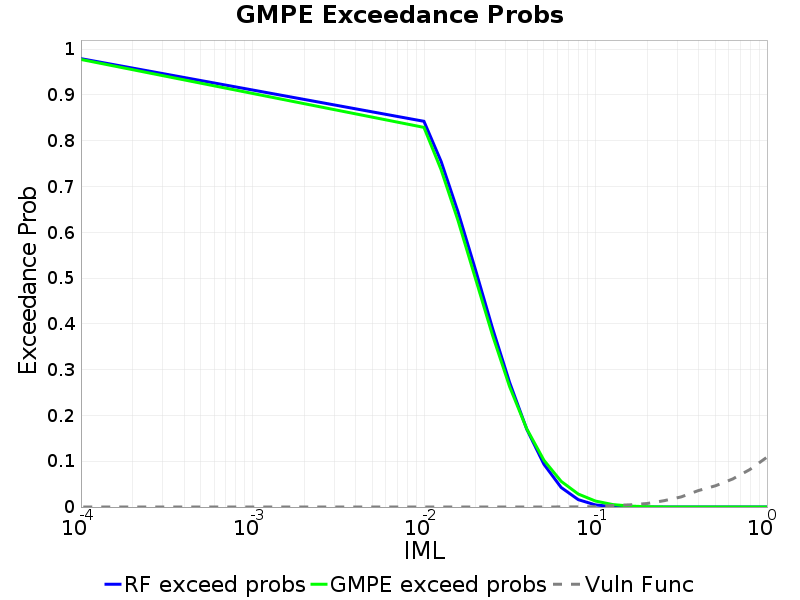 GMPE Exceedance Probs
Exceedance Prob
1
0.9
0.8
0.7
0.6
0.5
0.4
0.3
0.2
0.1
0
10^-4 10^-3 10^-2 10^-1 10^0
IML
RF exceed probs GMPE exceed probs Vuln Func